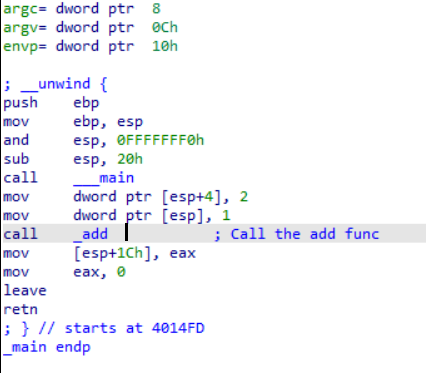 argc= dword ptr  8
argv= dword ptr  0Ch
envp= dword ptr  10h
; __unwind {
push    ebp
mov     ebp, esp
and     esp, 0FFFFFFF0h
sub     esp, 20h
call    ___main
mov     dword ptr [esp+4], 2
mov     dword ptr [esp], 1
call    _add             ; Call the add func
mov     [esp+1Ch], eax
mov     eax, 0
leave
retn
; } // starts at 4014FD
_main endp